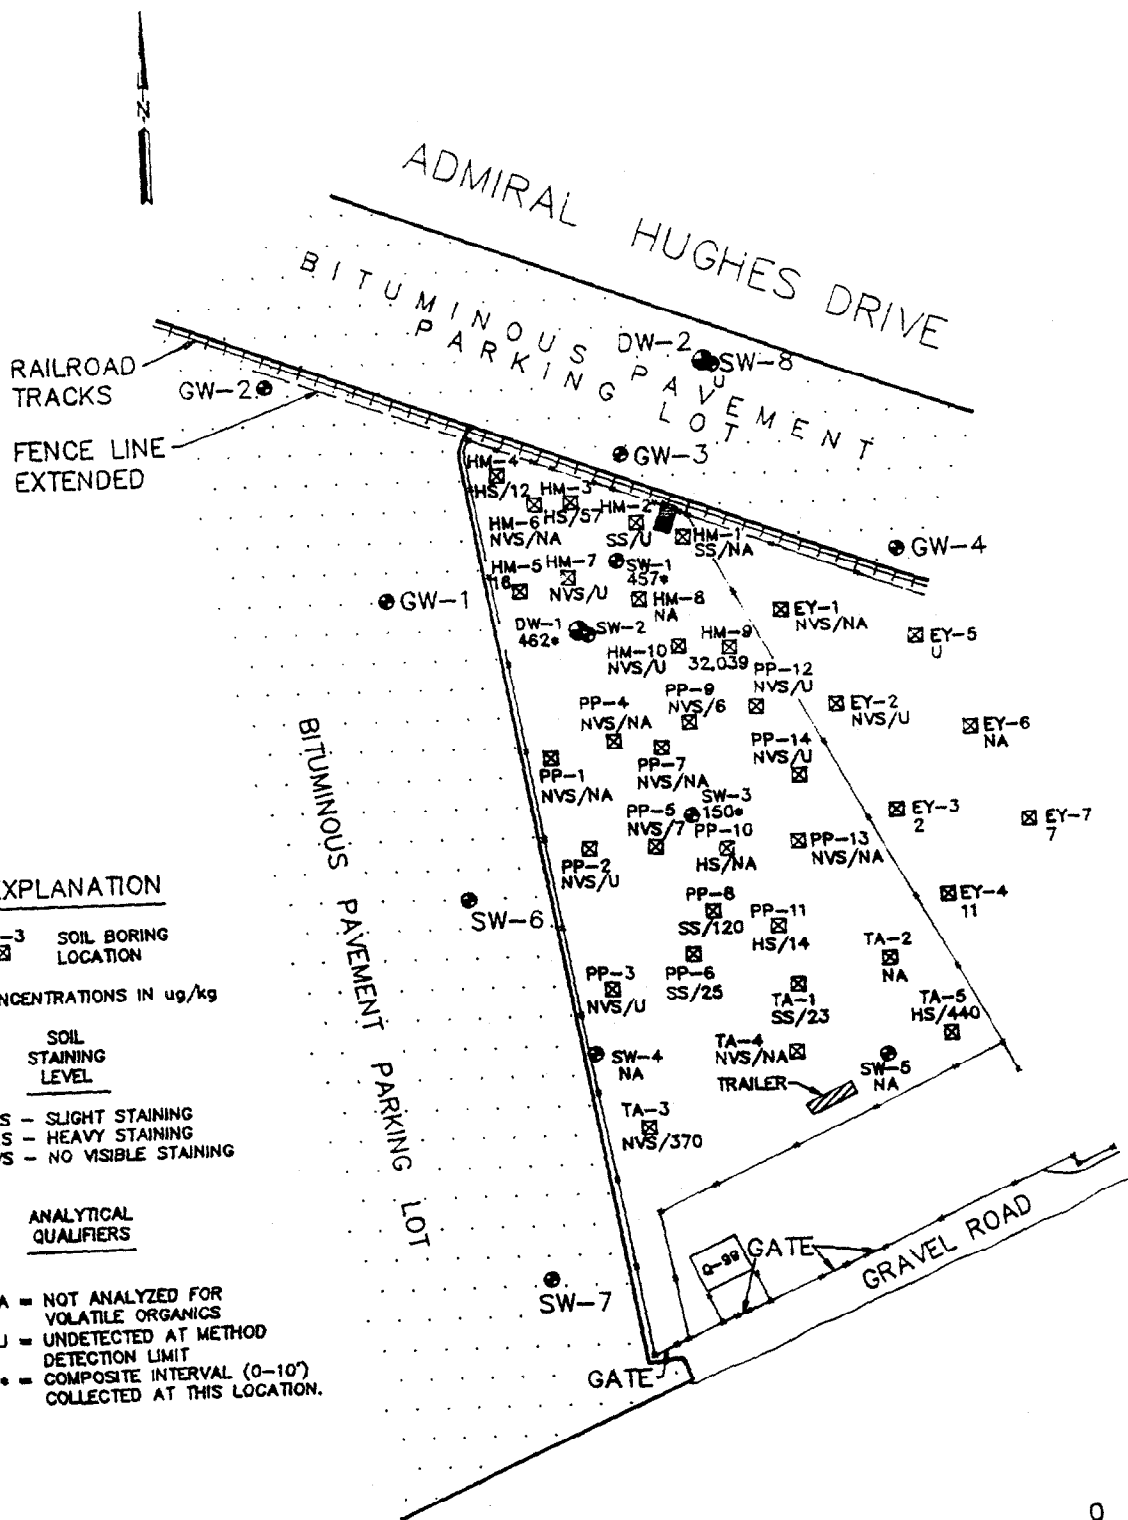 N
ADMIRAL HUGHES DRIVE
BITUMINOUS PAVEMENT
PARKING LOT
DW-2
SW-8
U
RAILROAD
TRACKS
GW-2
FENCE LINE
EXTENDED
GW-3
GW-4
GW-1
HM-4
HS/12
HM-3
HS/57
HM-2
SS/U
HM-1
SS/NA
HM-6
NVS/NA
HM-5
HM-7
NVS/U
SW-1
457*
HM-8
NA
DW-1
462*
SW-2
HM-10
NVS/U
HM-9
32,039
EY-1
NVS/NA
EY-5
U
PP-12
NVS/U
PP-9
NVS/6
PP-4
NVS/NA
EY-2
NVS/U
EY-6
NA
PP-14
NVS/U
PP-1
NVS/NA
PP-7
NVS/NA
SW-3
150*
PP-5
NVS/7
PP-10
HS/NA
EY-3
2
EY-7
7
PP-13
NVS/NA
PP-2
NVS/U
EY-4
11
PP-8
SS/120
PP-11
HS/14
SW-6
TA-2
NA
PP-3
NVS/U
PP-6
SS/25
TA-1
SS/23
TA-5
HS/440
SW-4
NA
TA-4
NVS/NA
SW-5
NA
TRAILER
TA-3
NVS/370
BITUMINOUS PAVEMENT PARKING LOT
SW-7
Q-99
GATE
GRAVEL ROAD
GATE
XPLANATION
-3 SOIL BORING
LOCATION
NCENTRATIONS IN ug/kg
SOIL
STAINING
LEVEL
S - SLIGHT STAINING
S - HEAVY STAINING
VS - NO VISIBLE STAINING
ANALYTICAL
QUALIFIERS
A = NOT ANALYZED FOR
VOLATILE ORGANICS
U = UNDETECTED AT METHOD
DETECTION LIMIT
* = COMPOSITE INTERVAL (0-10')
COLLECTED AT THIS LOCATION.
0